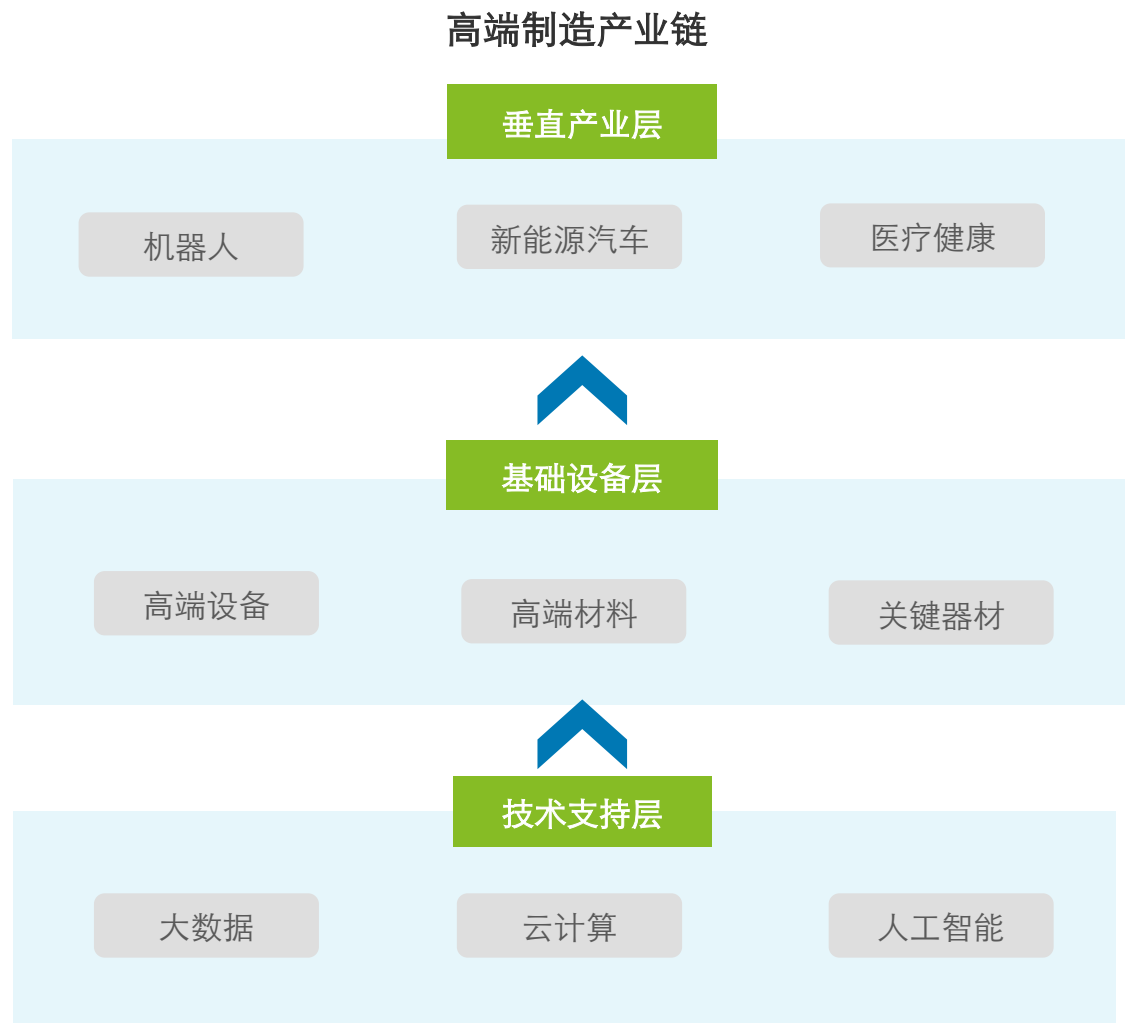 高端制造产业链
垂直产业层
机器人
新能源汽车
医疗健康
基础设备层
高端设备
高端材料
关键器材
技术支持层
大数据
云计算
人工智能